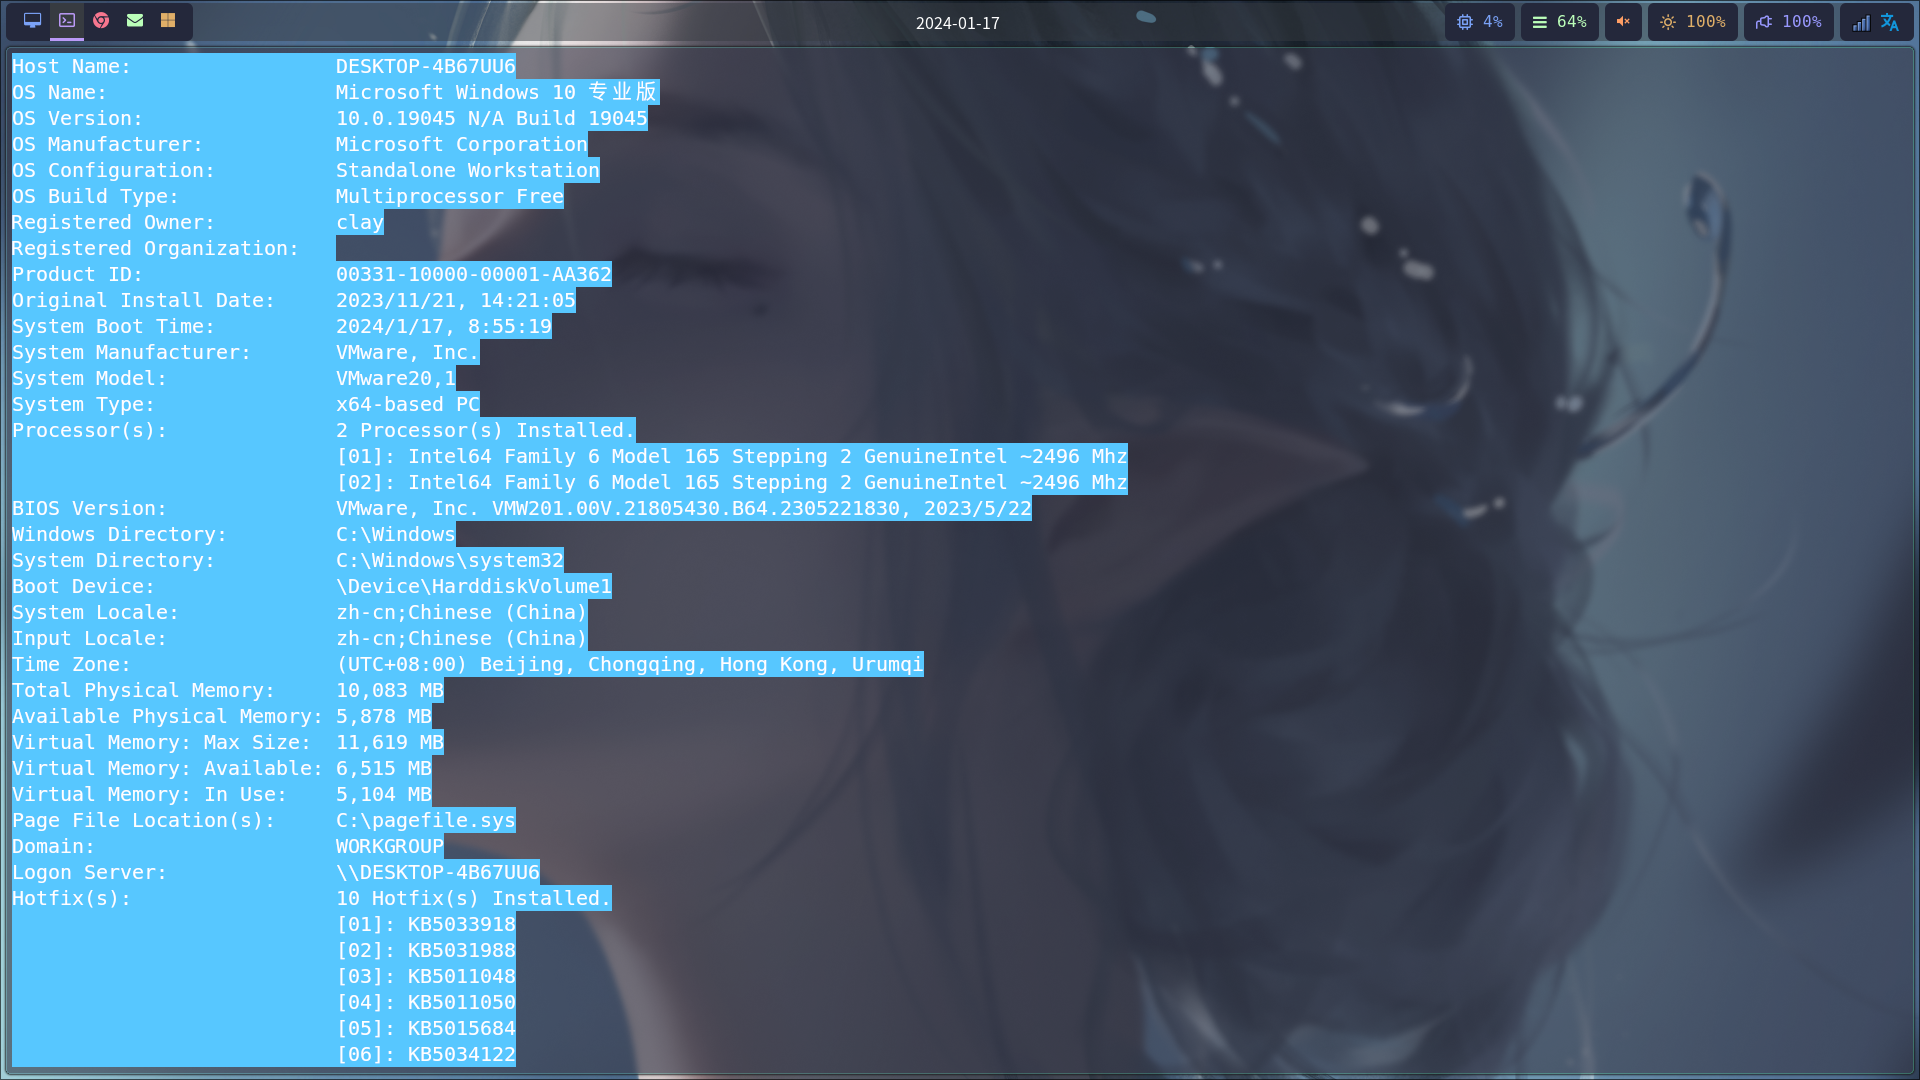 2024-01-17
4%
64%
100%
100%
Host Name: DESKTOP-4B67UU6
OS Name: Microsoft Windows 10 专业版
OS Version: 10.0.19045 N/A Build 19045
OS Manufacturer: Microsoft Corporation
OS Configuration: Standalone Workstation
OS Build Type: Multiprocessor Free
Registered Owner: clay
Registered Organization:
Product ID: 00331-10000-00001-AA362
Original Install Date: 2023/11/21, 14:21:05
System Boot Time: 2024/1/17, 8:55:19
System Manufacturer: VMware, Inc.
System Model: VMware20,1
System Type: x64-based PC
Processor(s): 2 Processor(s) Installed.
[01]: Intel64 Family 6 Model 165 Stepping 2 GenuineIntel ~2496 Mhz
[02]: Intel64 Family 6 Model 165 Stepping 2 GenuineIntel ~2496 Mhz
BIOS Version: VMware, Inc. VMW201.00V.21805430.B64.2305221830, 2023/5/22
Windows Directory: C:\Windows
System Directory: C:\Windows\system32
Boot Device: \Device\HarddiskVolume1
System Locale: zh-cn;Chinese (China)
Input Locale: zh-cn;Chinese (China)
Time Zone: (UTC+08:00) Beijing, Chongqing, Hong Kong, Urumqi
Total Physical Memory: 10,083 MB
Available Physical Memory: 5,878 MB
Virtual Memory: Max Size: 11,619 MB
Virtual Memory: Available: 6,515 MB
Virtual Memory: In Use: 5,104 MB
Page File Location(s): C:\pagefile.sys
Domain: WORKGROUP
Logon Server: \\DESKTOP-4B67UU6
Hotfix(s): 10 Hotfix(s) Installed.
[01]: KB5033918
[02]: KB5031988
[03]: KB5011048
[04]: KB5011050
[05]: KB5015684
[06]: KB5034122